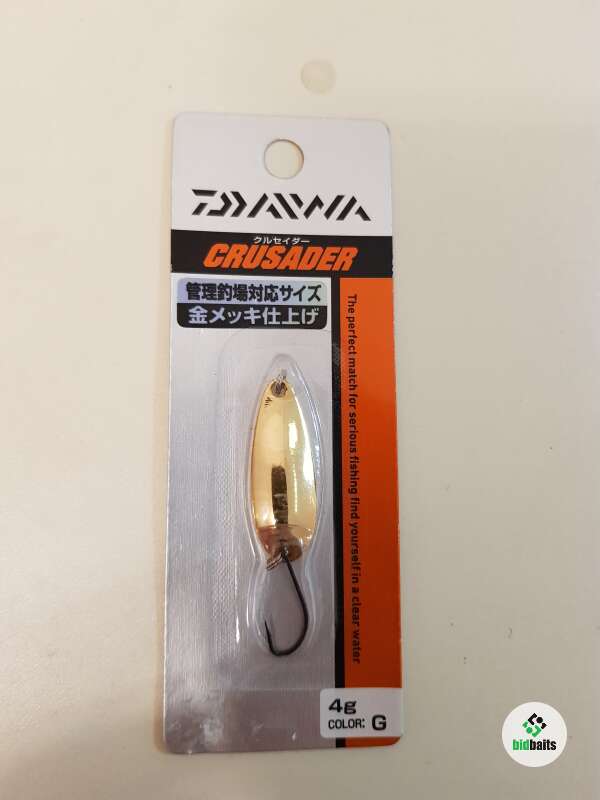 DAIWA
クルセイダー
CRUSADER
管理釣場対応サイズ
金メッキ仕上げ
The perfect match for serious fishing find yourself in a clear water
4g
COLOR: G
bidbaits